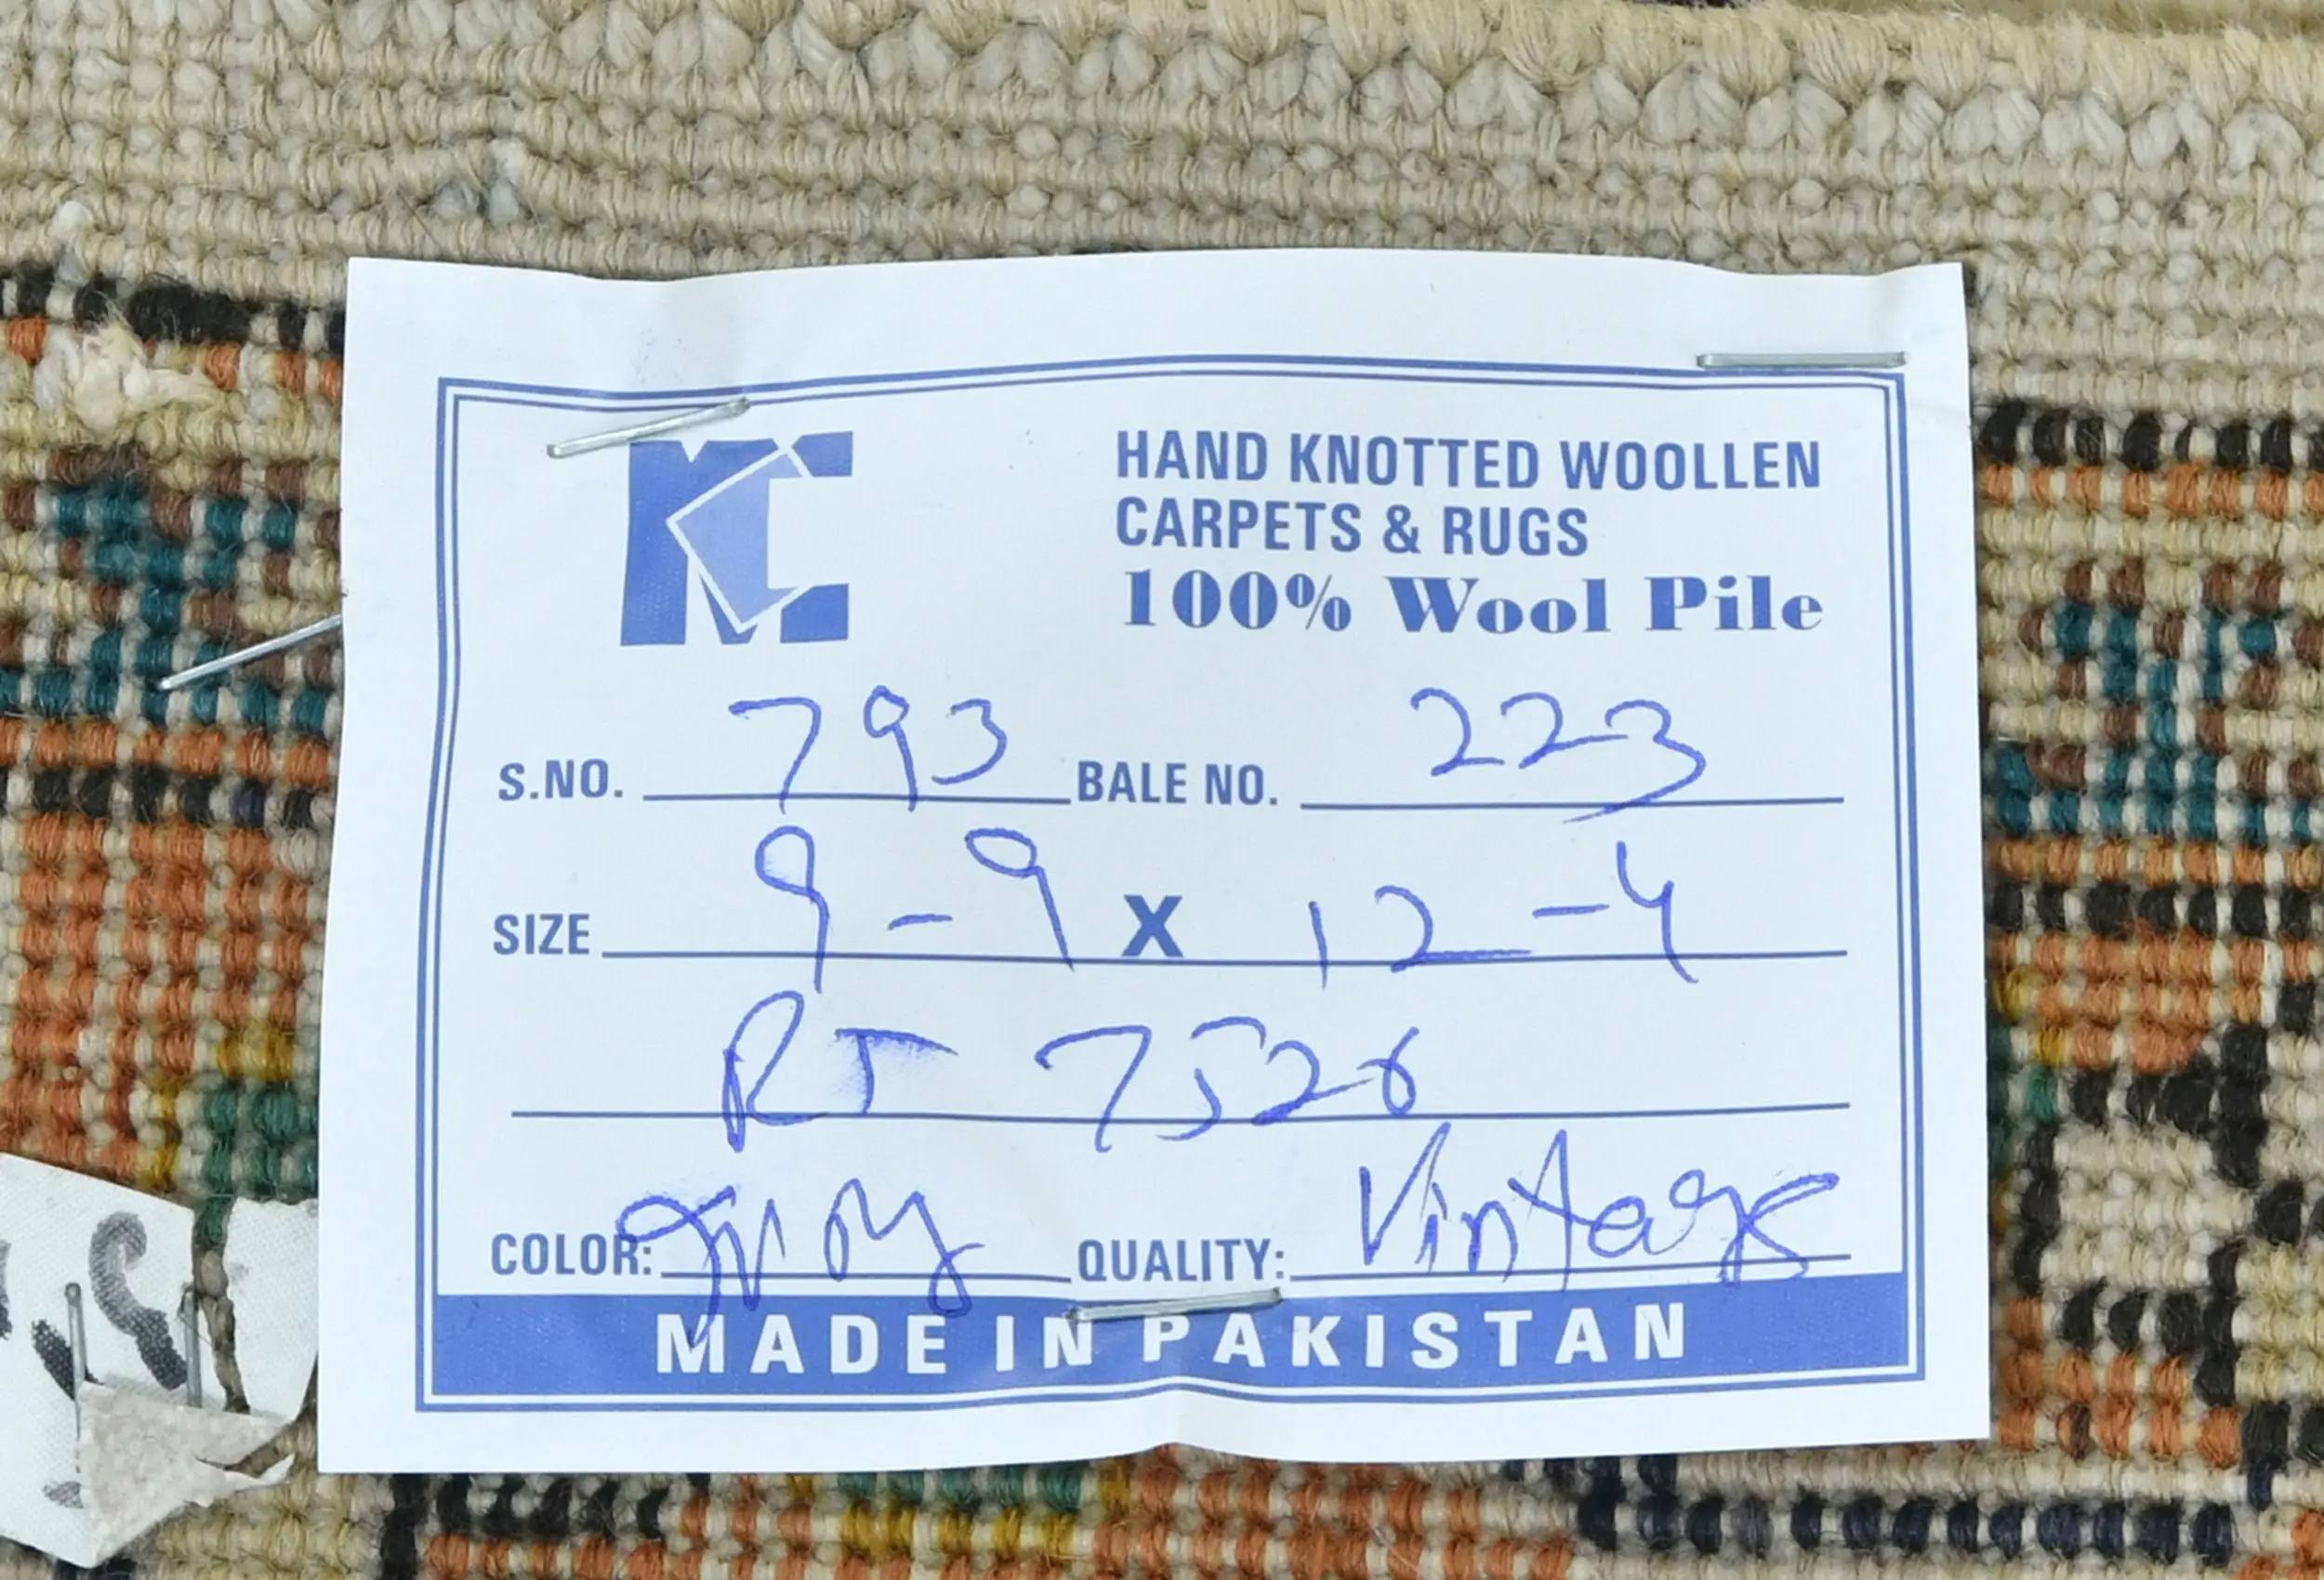 MC
HAND KNOTTED WOOLLEN
CARPETS & RUGS
100% Wool Pile
S.NO. 793 BALE NO. 223
SIZE 9-9 X 12-4
RT 7526
COLOR: QUALITY: Vintage
MADE IN PAKISTAN